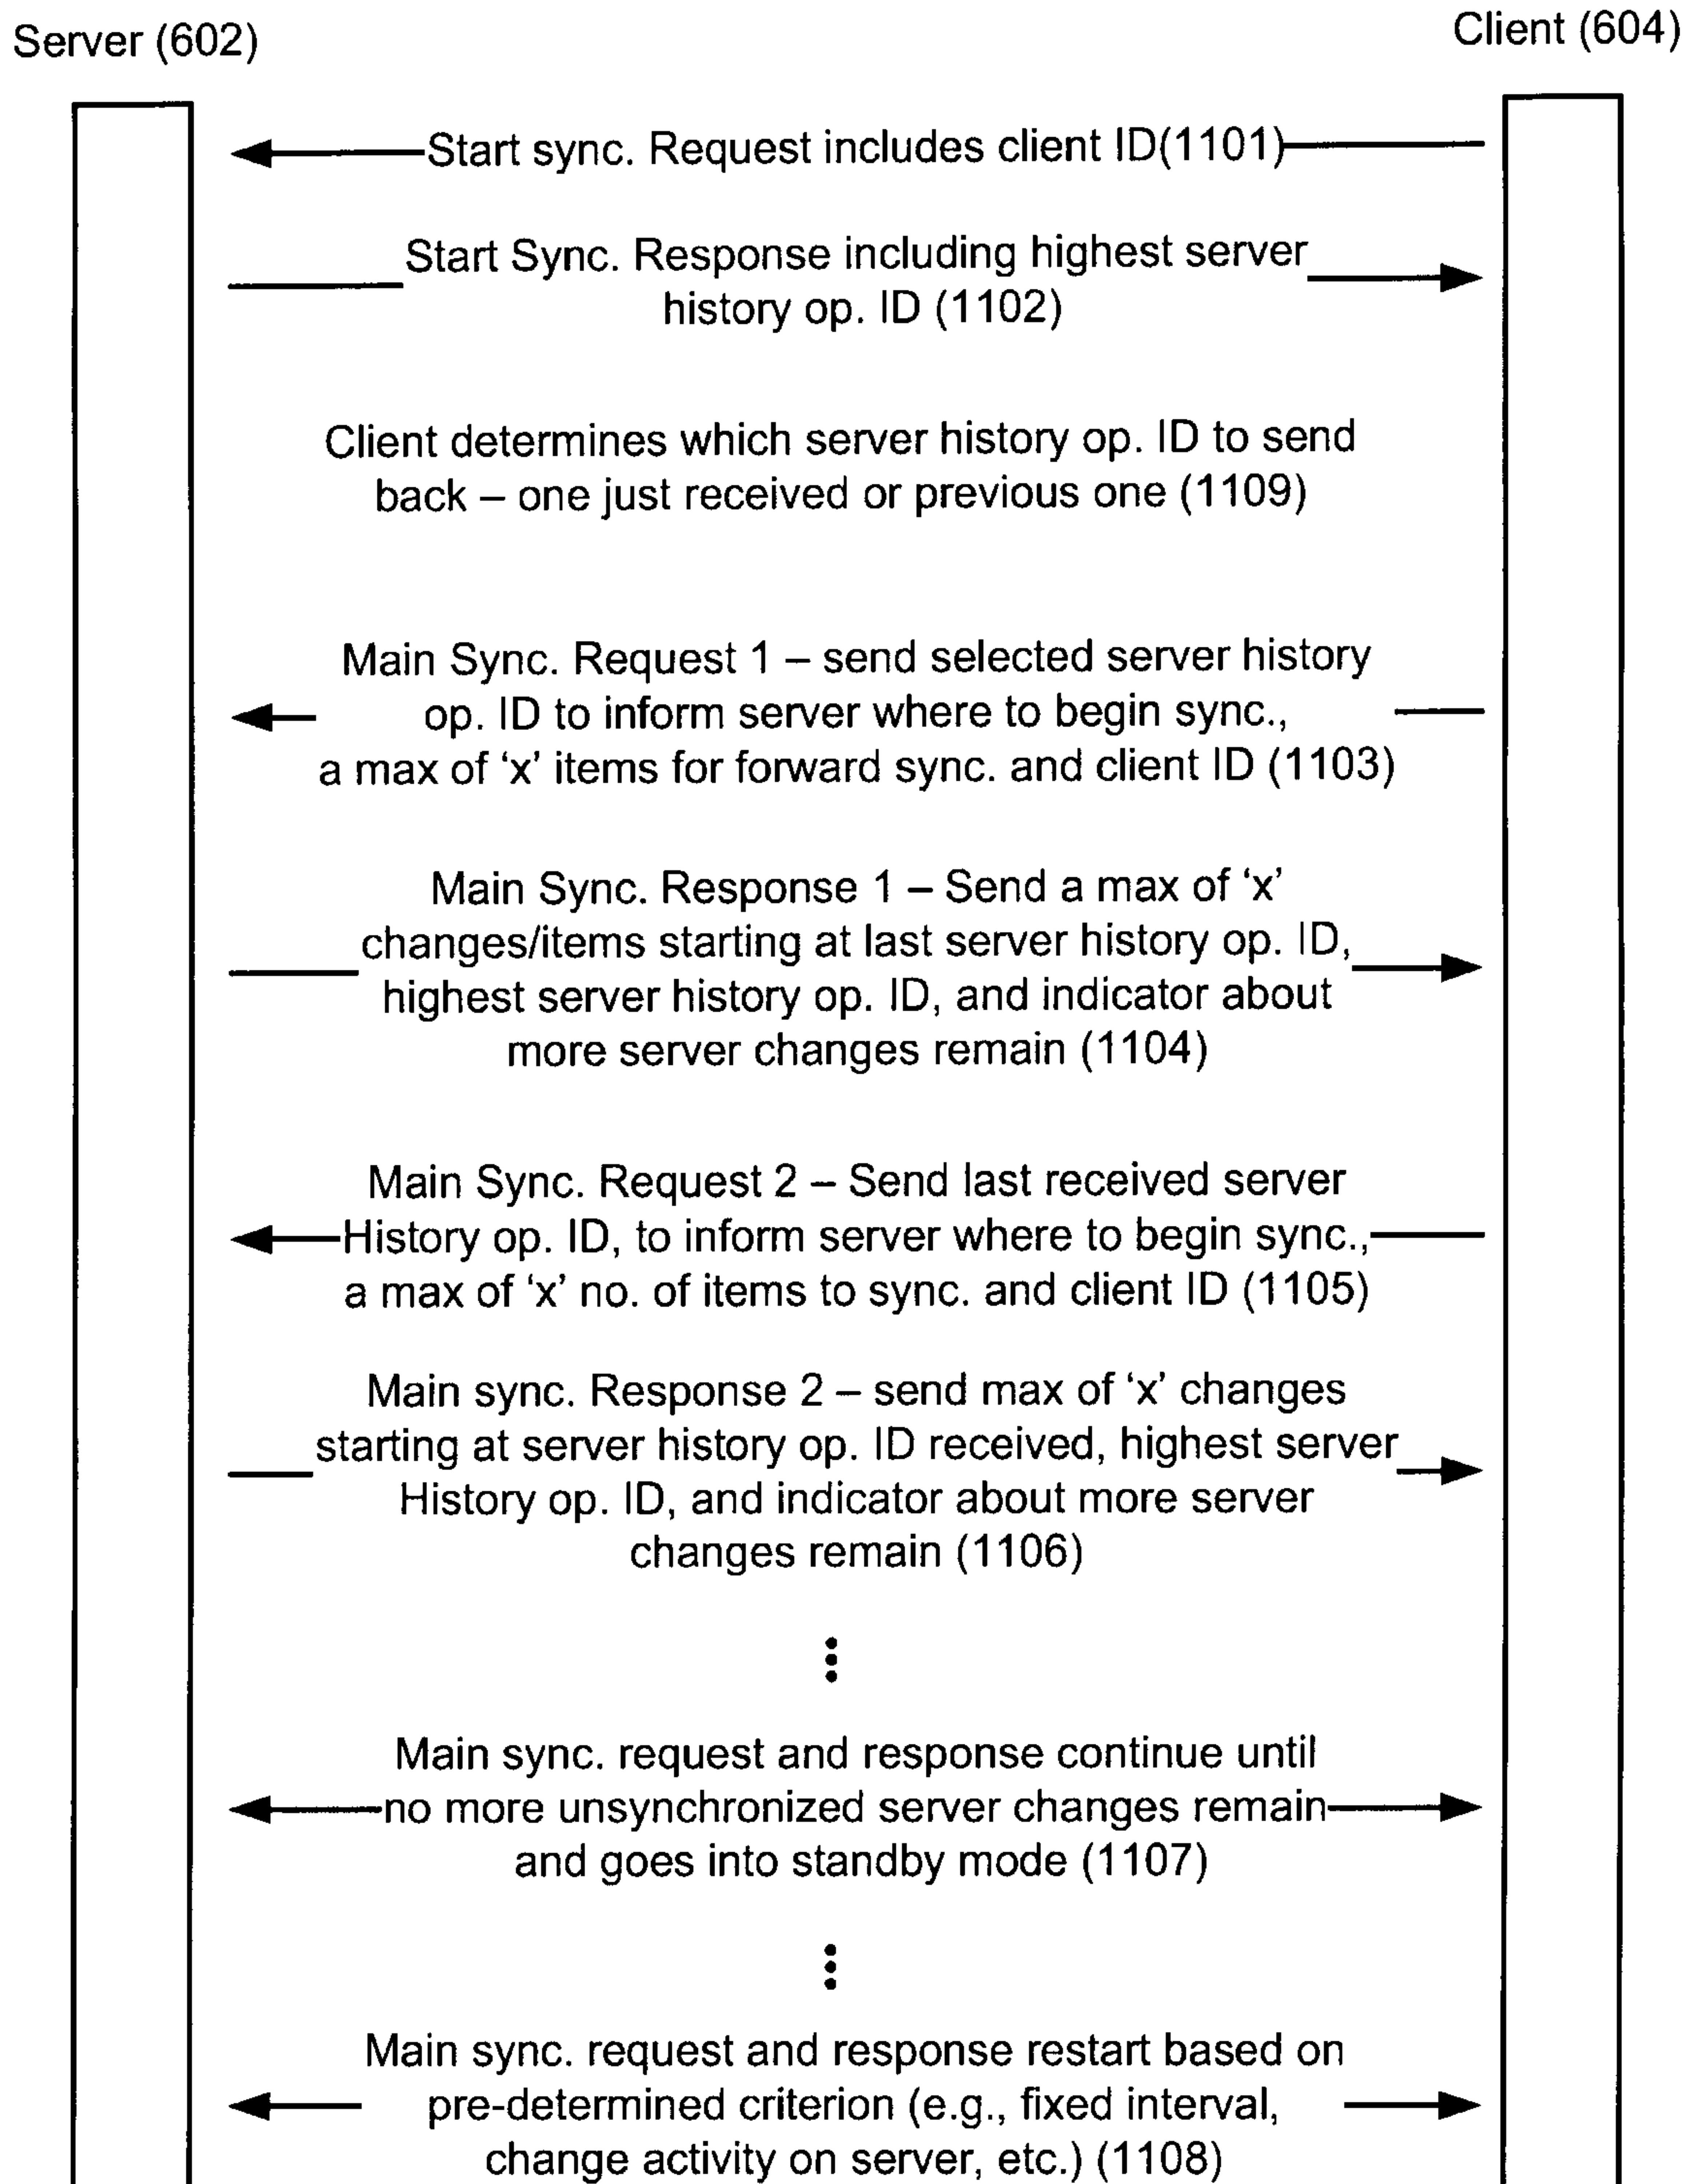 Server (602)
Client (604)
Start sync. Request includes client ID(1101)
Start Sync. Response including highest server
history op. ID (1102)
Client determines which server history op. ID to send
back – one just received or previous one (1109)
Main Sync. Request 1 – send selected server history
op. ID to inform server where to begin sync.,
a max of ‘x’ items for forward sync. and client ID (1103)
Main Sync. Response 1 – Send a max of ‘x’
changes/items starting at last server history op. ID,
highest server history op. ID, and indicator about
more server changes remain (1104)
Main Sync. Request 2 – Send last received server
History op. ID, to inform server where to begin sync.,
a max of ‘x’ no. of items to sync. and client ID (1105)
Main sync. Response 2 – send max of ‘x’ changes
starting at server history op. ID received, highest server
History op. ID, and indicator about more server
changes remain (1106)
Main sync. request and response continue until
no more unsynchronized server changes remain
and goes into standby mode (1107)
Main sync. request and response restart based on
pre-determined criterion (e.g., fixed interval,
change activity on server, etc.) (1108)